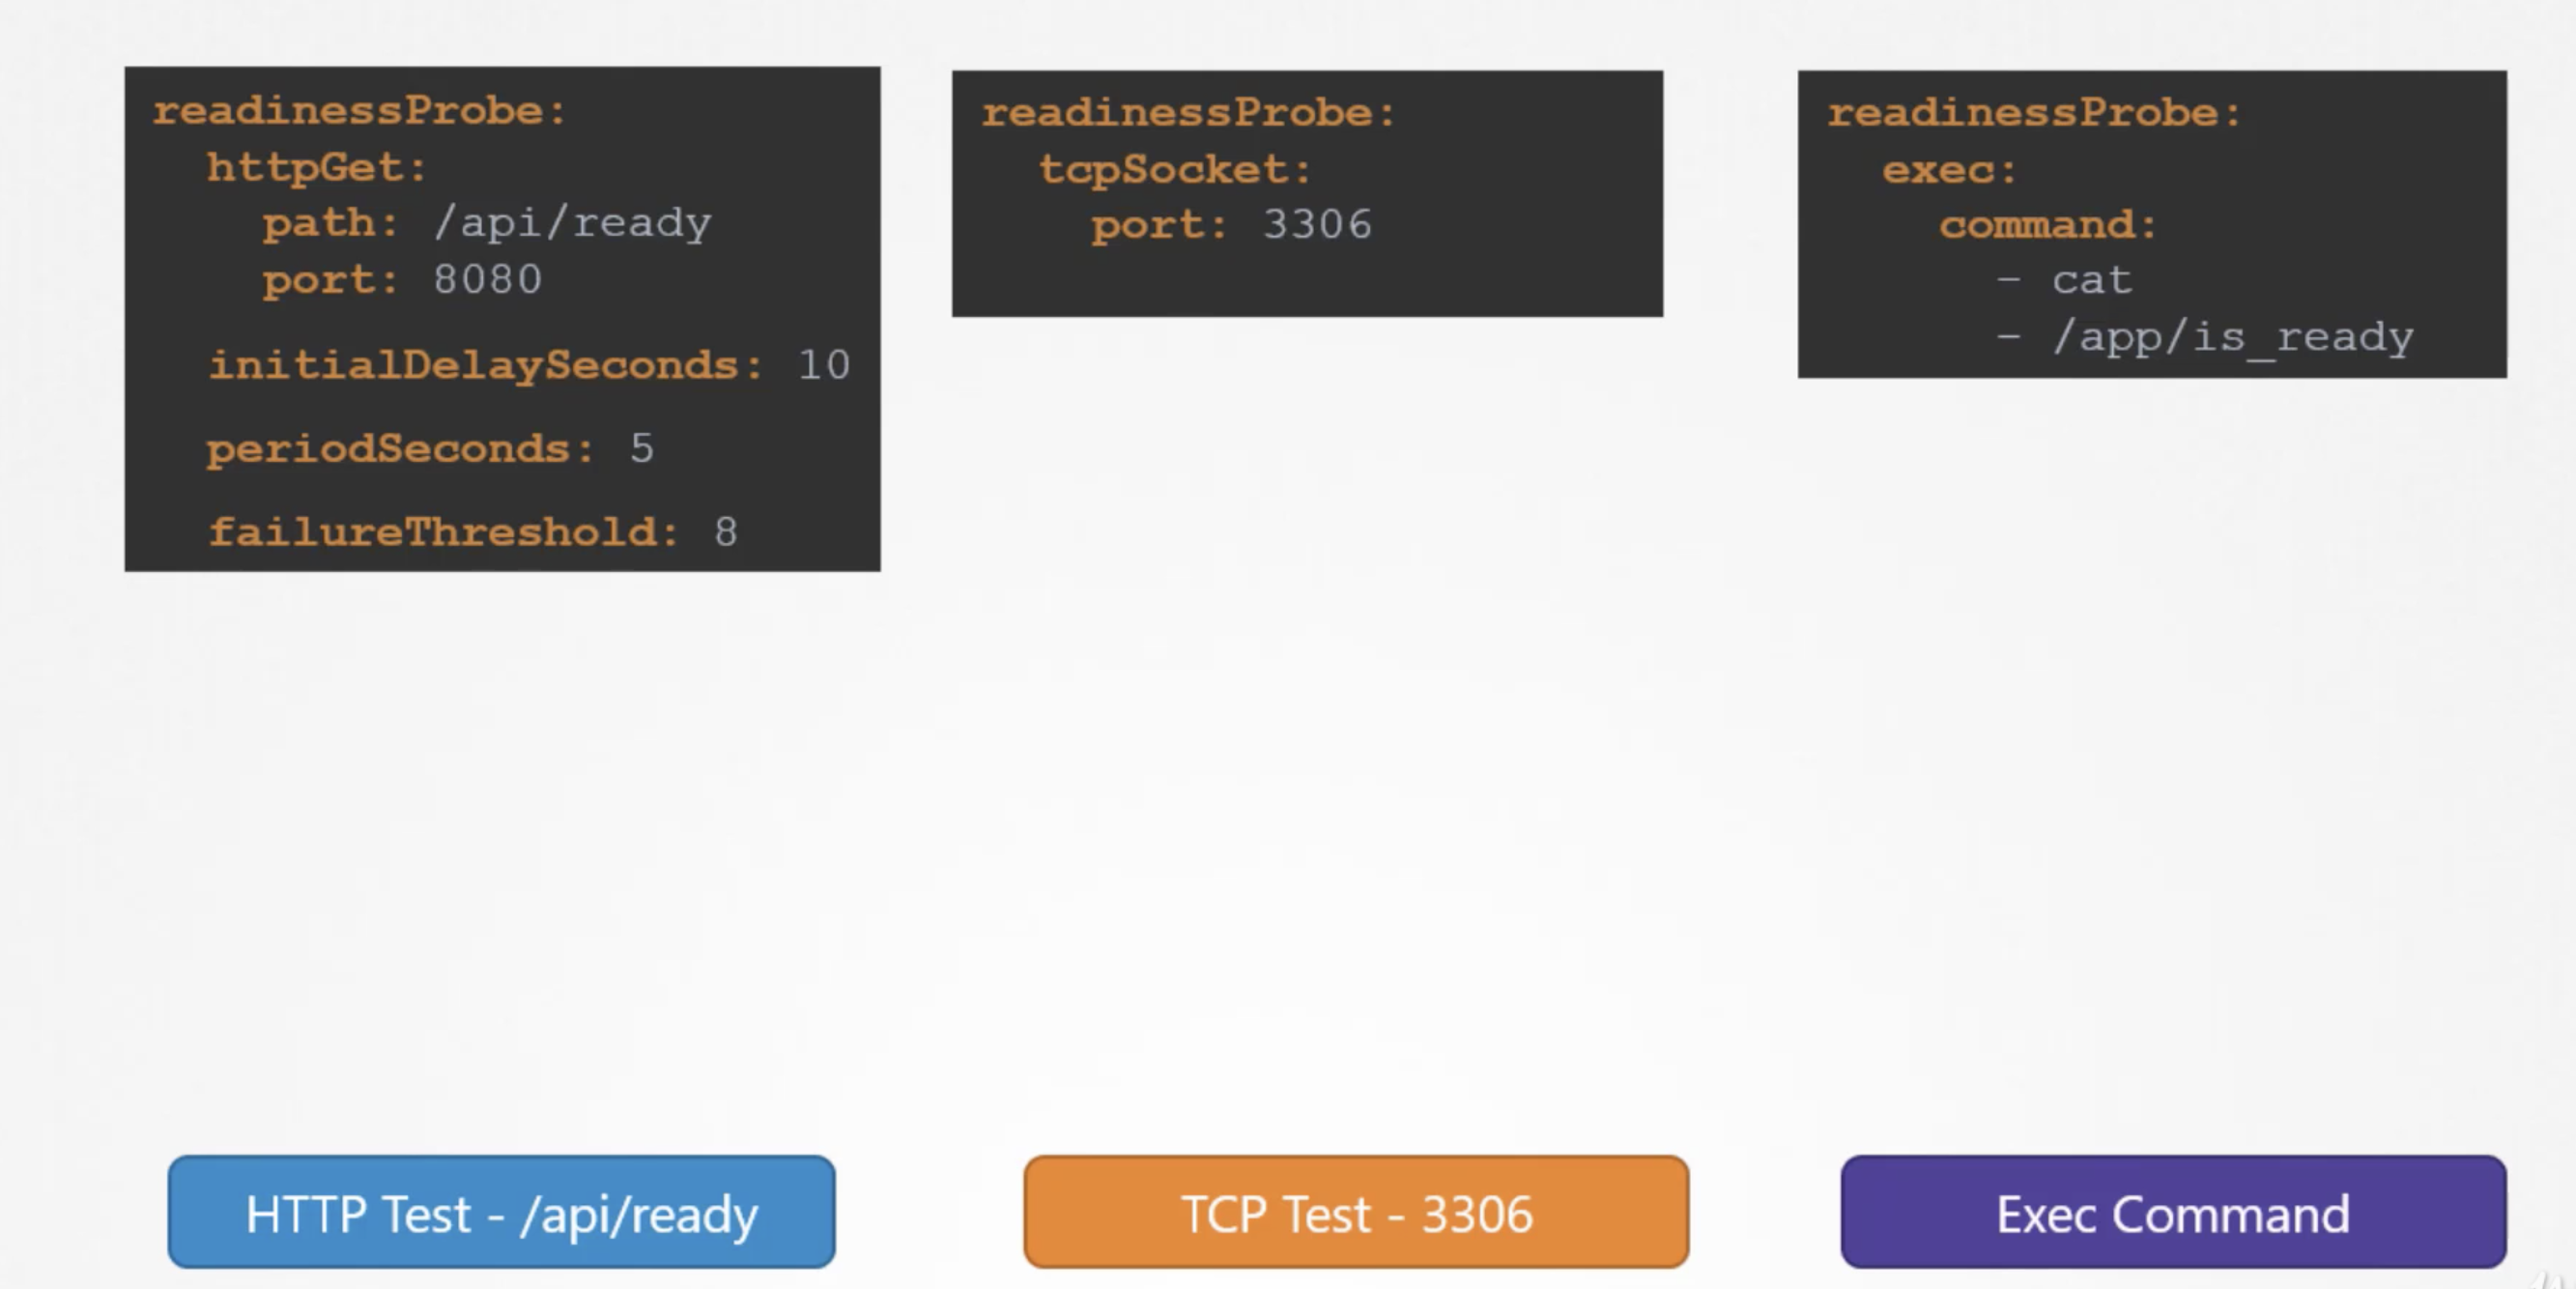 readinessProbe:
  httpGet:
    path: /api/ready
    port: 8080
  initialDelaySeconds: 10
  periodSeconds: 5
  failureThreshold: 8
readinessProbe:
  tcpSocket:
    port: 3306
readinessProbe:
  exec:
    command:
      - cat
      - /app/is_ready
HTTP Test - /api/ready
TCP Test - 3306
Exec Command